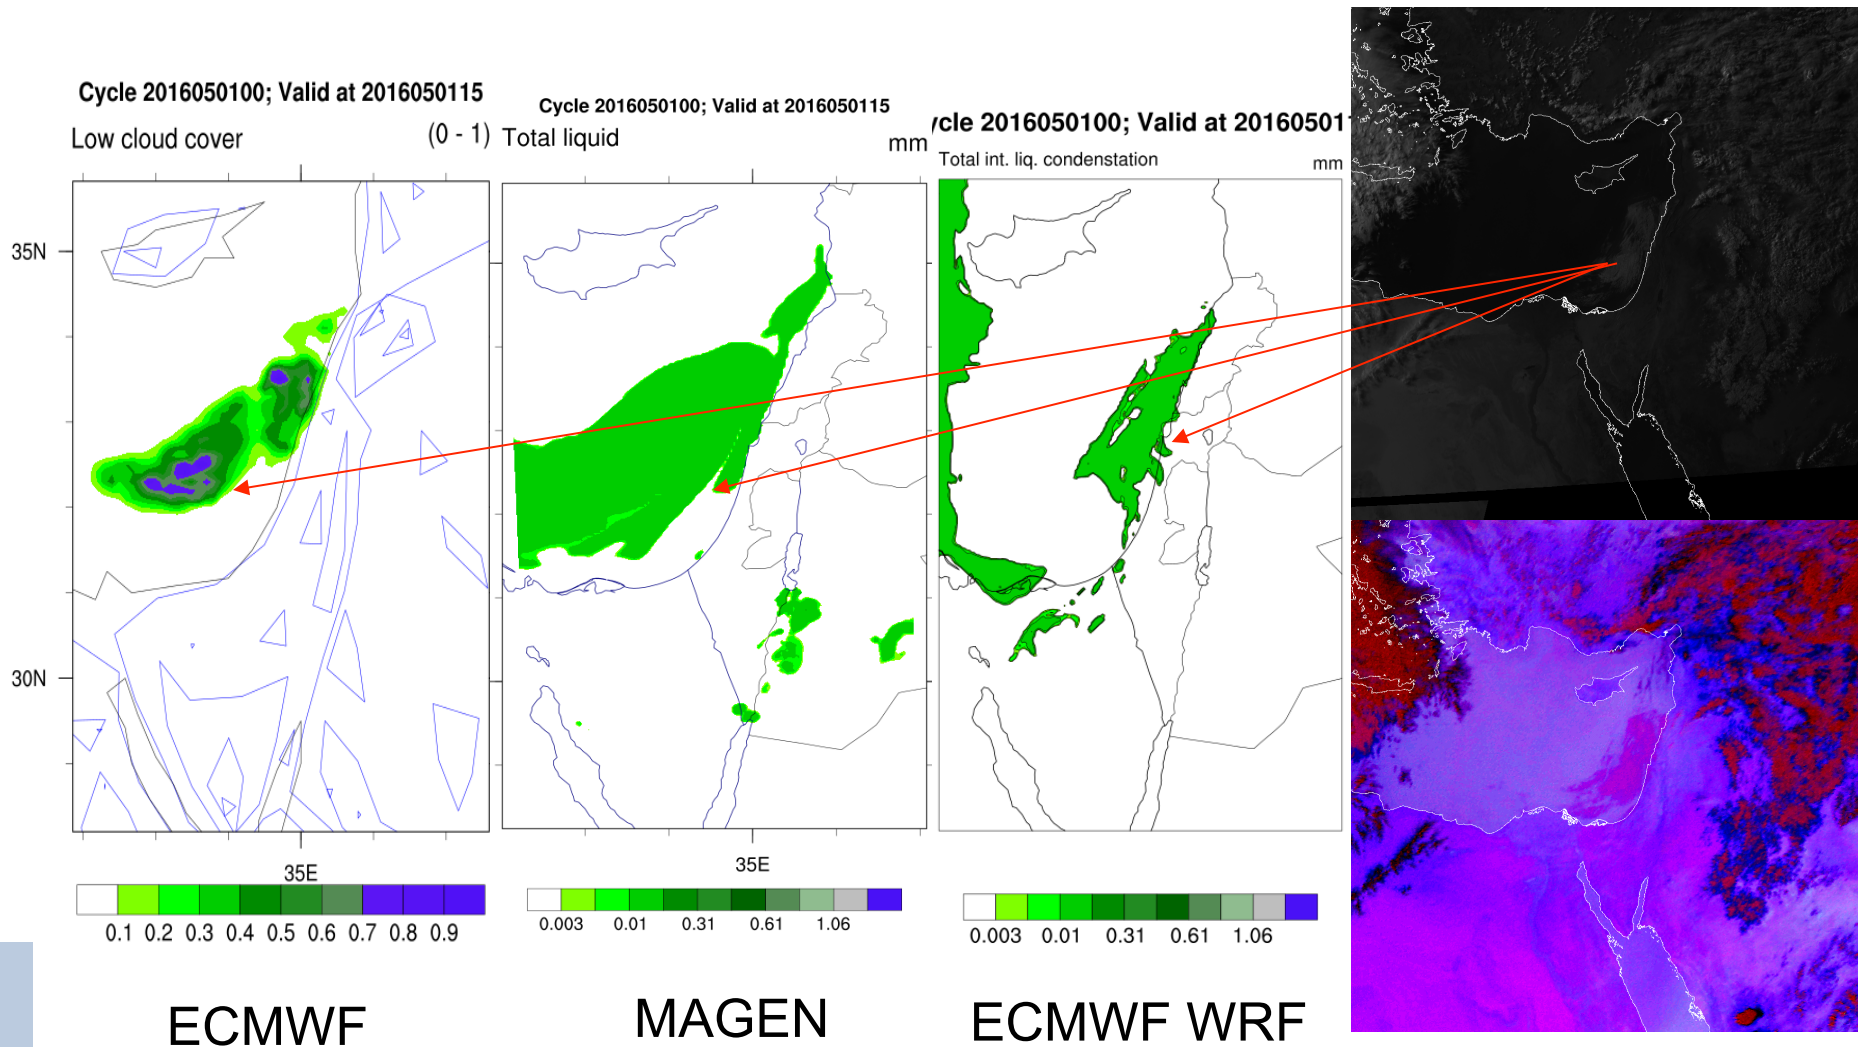 Cycle 2016050100; Valid at 2016050115
Low cloud cover (0 - 1)
35N
30N
35E
0.1 0.2 0.3 0.4 0.5 0.6 0.7 0.8 0.9
ECMWF
Cycle 2016050100; Valid at 2016050115
Total liquid mm
35E
0.003 0.01 0.31 0.61 1.06
MAGEN
ycle 2016050100; Valid at 201605011
Total int. liq. condenstation mm
0.003 0.01 0.31 0.61 1.06
ECMWF WRF